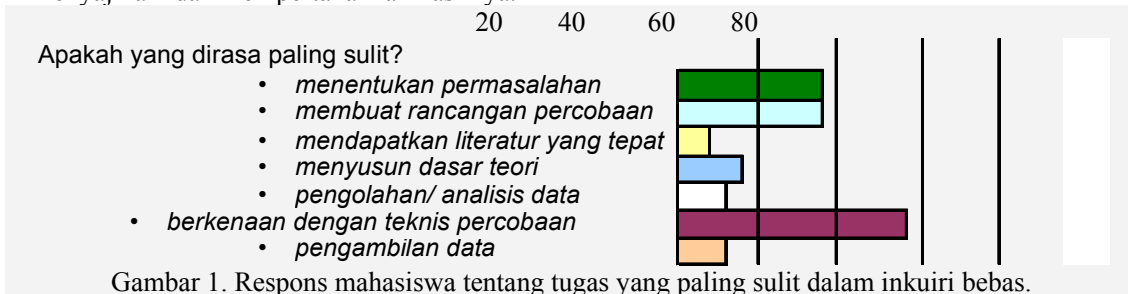 20 40 60 80
Apakah yang dirasa paling sulit?
• menentukan permasalahan
• membuat rancangan percobaan
• mendapatkan literatur yang tepat
• menyusun dasar teori
• pengolahan/ analisis data
• berkenaan dengan teknis percobaan
• pengambilan data
Gambar 1. Respons mahasiswa tentang tugas yang paling sulit dalam inkuiri bebas.